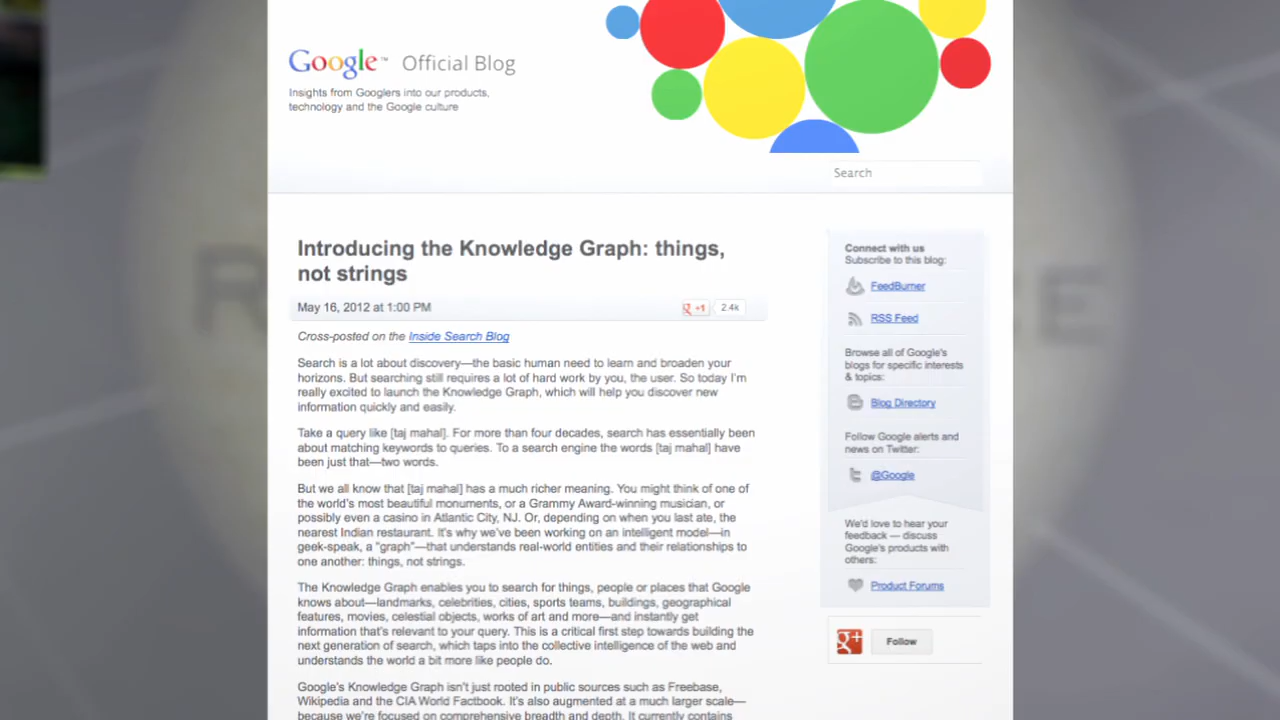 Google™ Official Blog
Insights from Googlers into our products,
technology and the Google culture
Search
Introducing the Knowledge Graph: things,
not strings
May 16, 2012 at 1:00 PM
+1 2.4k
Cross-posted on the Inside Search Blog
Search is a lot about discovery—the basic human need to learn and broaden your
horizons. But searching still requires a lot of hard work by you, the user. So today I'm
really excited to launch the Knowledge Graph, which will help you discover new
information quickly and easily.
Take a query like [taj mahal]. For more than four decades, search has essentially been
about matching keywords to queries. To a search engine the words [taj mahal] have
been just that—two words.
But we all know that [taj mahal] has a much richer meaning. You might think of one of
the world's most beautiful monuments, or a Grammy Award-winning musician, or
possibly even a casino in Atlantic City, NJ. Or, depending on when you last ate, the
nearest Indian restaurant. It's why we've been working on an intelligent model—in
geek-speak, a "graph"—that understands real-world entities and their relationships to
one another: things, not strings.
The Knowledge Graph enables you to search for things, people or places that Google
knows about—landmarks, celebrities, cities, sports teams, buildings, geographical
features, movies, celestial objects, works of art and more—and instantly get
information that's relevant to your query. This is a critical first step towards building the
next generation of search, which taps into the collective intelligence of the web and
understands the world a bit more like people do.
Google's Knowledge Graph isn't just rooted in public sources such as Freebase,
Wikipedia and the CIA World Factbook. It's also augmented at a much larger scale—
because we're focused on comprehensive breadth and depth. It currently contains
Connect with us
Subscribe to this blog:
FeedBurner
RSS Feed
Browse all of Google's
blogs for specific interests
& topics:
Blog Directory
Follow Google alerts and
news on Twitter:
@Google
We'd love to hear your
feedback — discuss
Google's products with
others:
Product Forums
g+ Follow